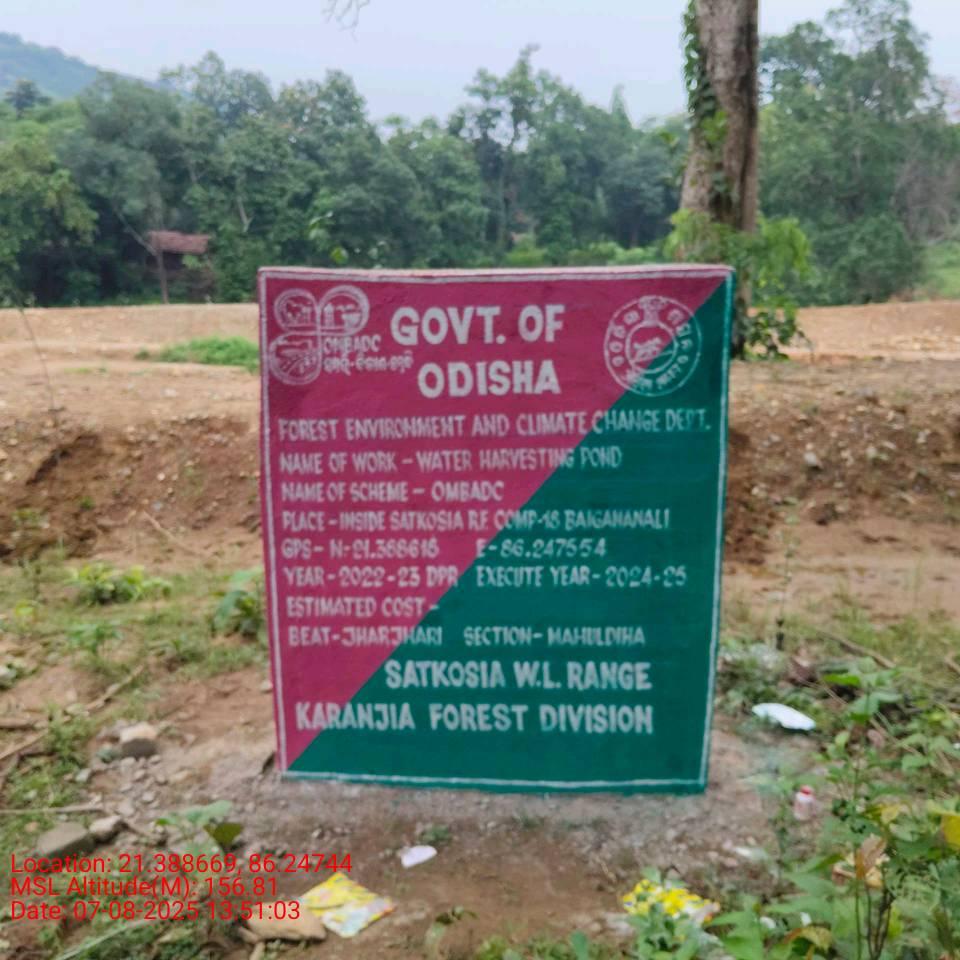 OMBADC
GOVT. OF
ODISHA
FOREST ENVIRONMENT AND CLIMATE CHANGE DEPT.
NAME OF WORK - WATER HARVESTING POND
NAME OF SCHEME - OMBADC
PLACE - INSIDE SATKOSIA R.F. COMP-18 BAIGANANALI
GPS - N:-21.388618 E-86.247554
YEAR - 2022-23 DPR EXECUTE YEAR - 2024-25
ESTIMATED COST -
BEAT - JHARJHARI SECTION - MAHULDIHA
SATKOSIA W.L. RANGE
KARANJIA FOREST DIVISION
Location: 21.388669, 86.24744
MSL Altitude(M): 156.81
Date: 07-08-2025 13:51:03